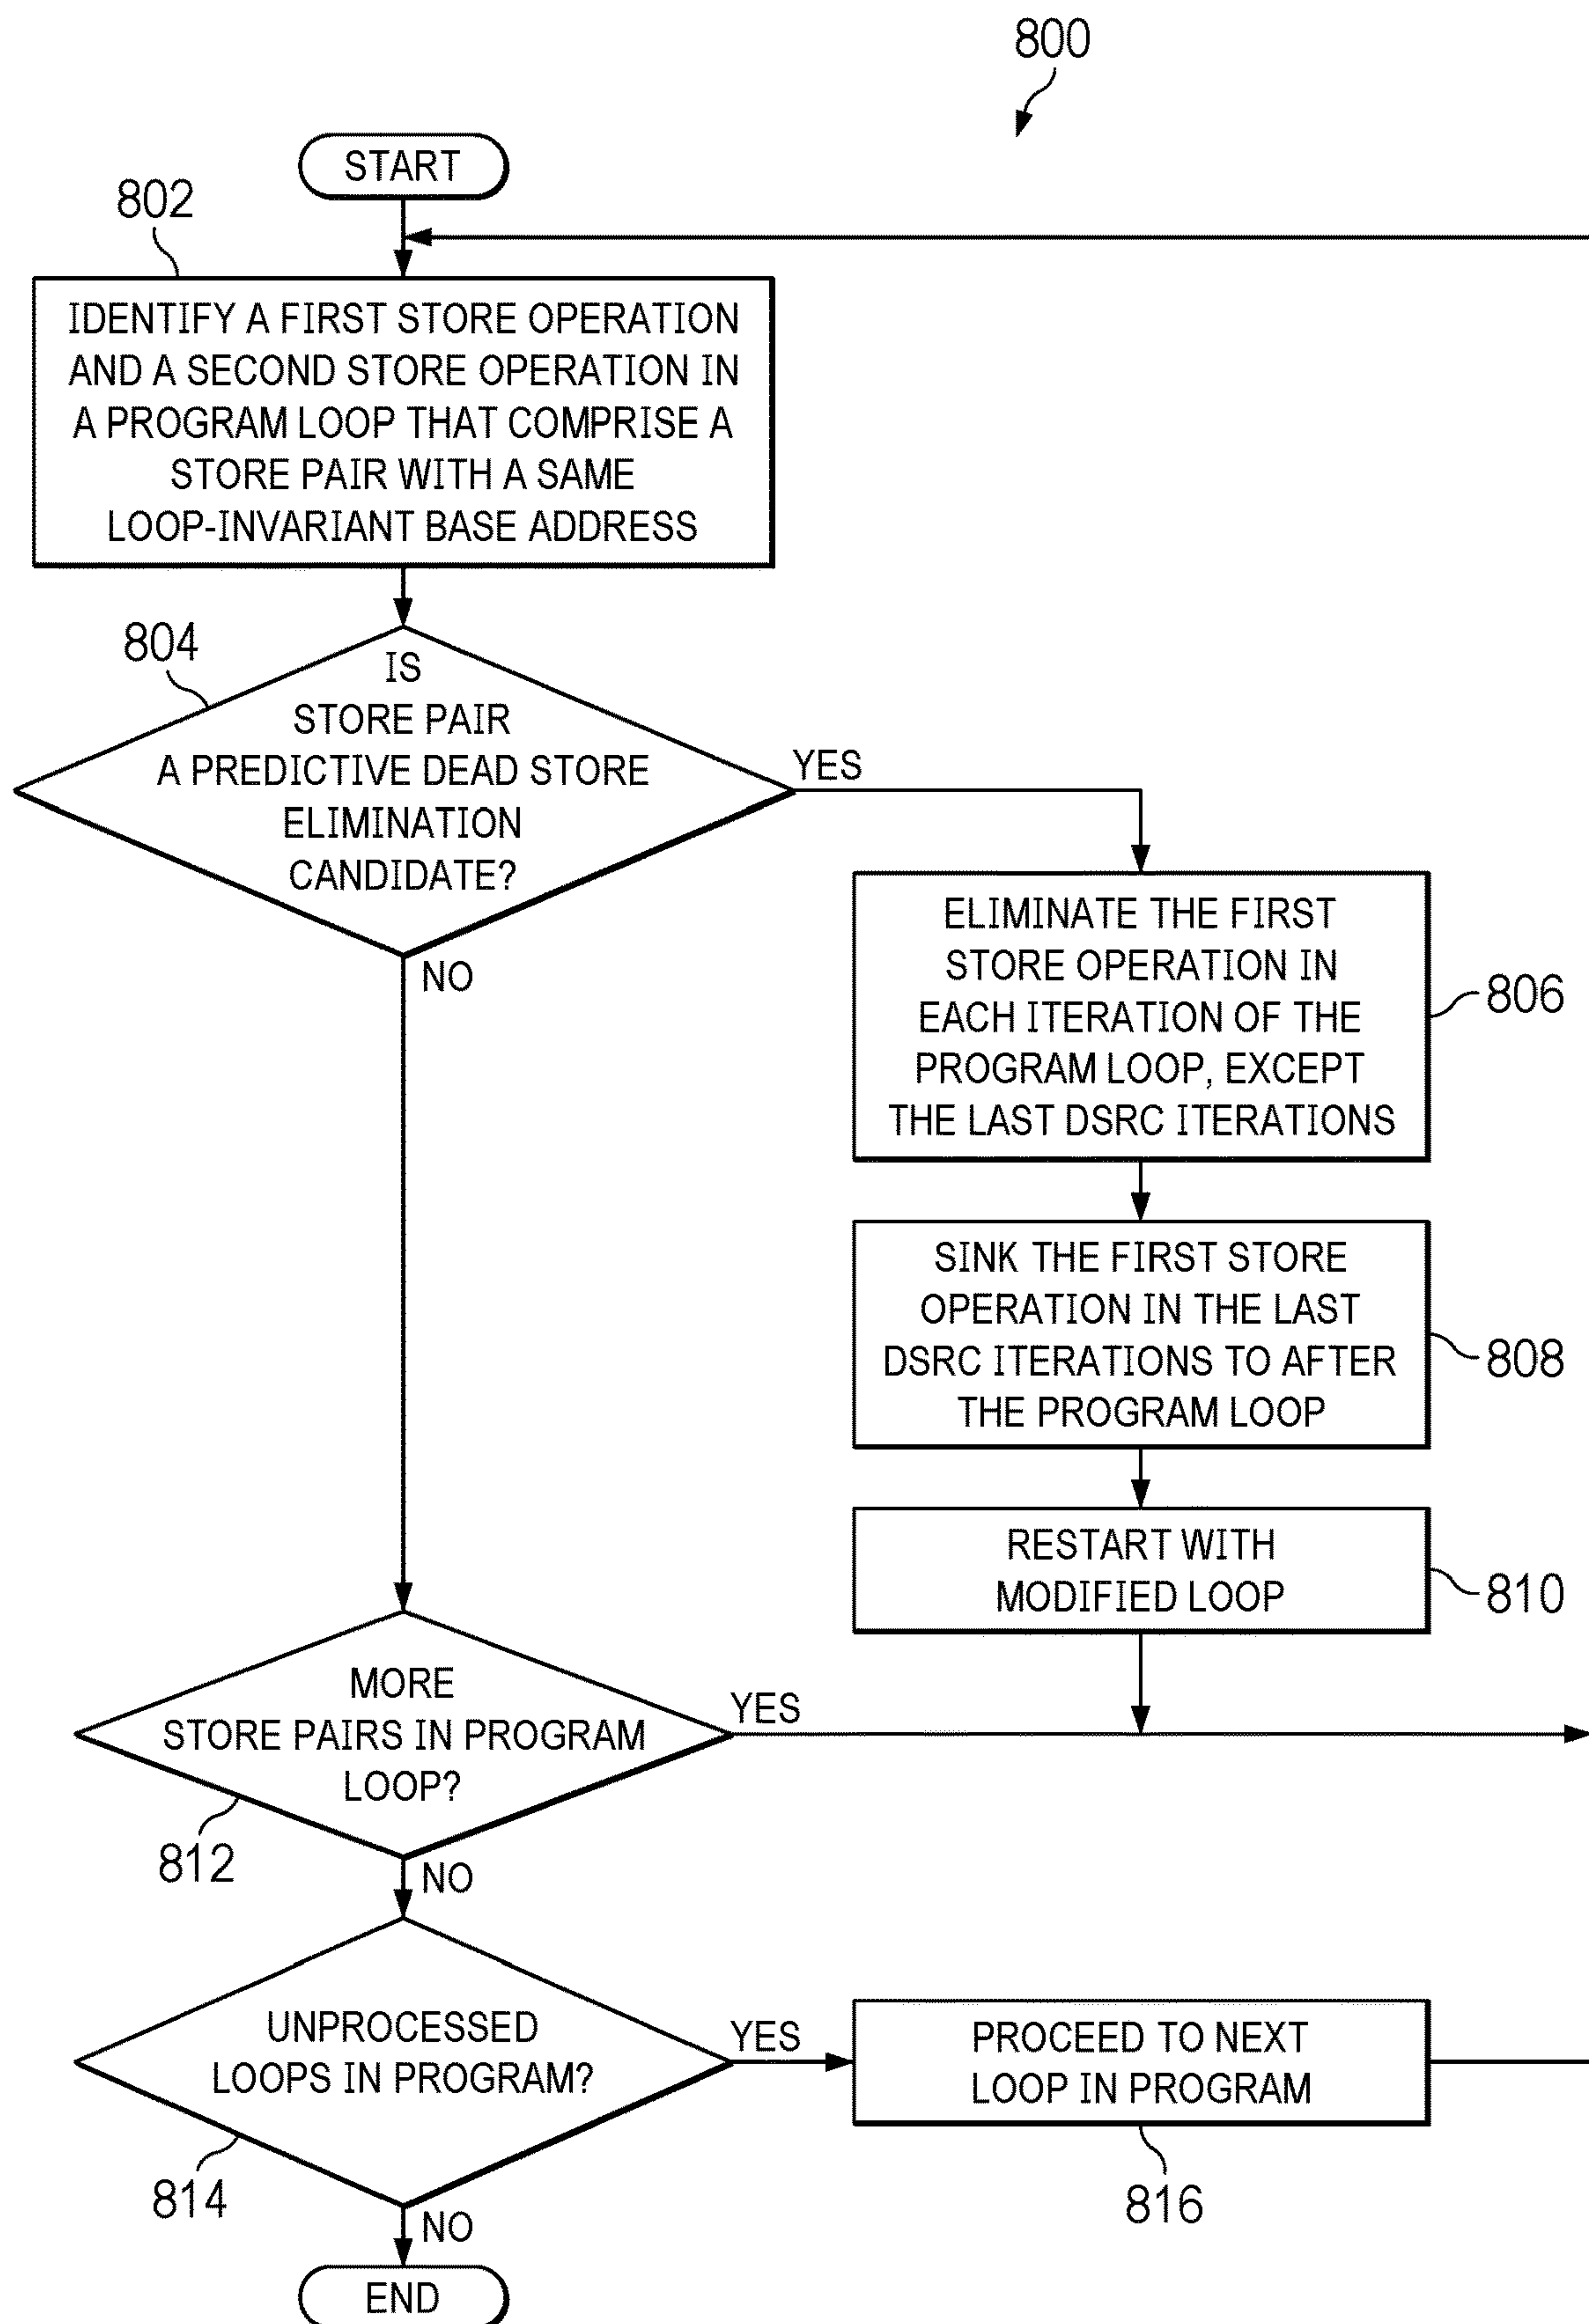 800
START
802
IDENTIFY A FIRST STORE OPERATION
AND A SECOND STORE OPERATION IN
A PROGRAM LOOP THAT COMPRISE A
STORE PAIR WITH A SAME
LOOP-INVARIANT BASE ADDRESS
804
IS
STORE PAIR
A PREDICTIVE DEAD STORE
ELIMINATION
CANDIDATE?
YES
NO
ELIMINATE THE FIRST
STORE OPERATION IN
EACH ITERATION OF THE
PROGRAM LOOP, EXCEPT
THE LAST DSRC ITERATIONS
806
SINK THE FIRST STORE
OPERATION IN THE LAST
DSRC ITERATIONS TO AFTER
THE PROGRAM LOOP
808
RESTART WITH
MODIFIED LOOP
810
MORE
STORE PAIRS IN PROGRAM
LOOP?
YES
812
NO
UNPROCESSED
LOOPS IN PROGRAM?
YES
PROCEED TO NEXT
LOOP IN PROGRAM
814
816
NO
END